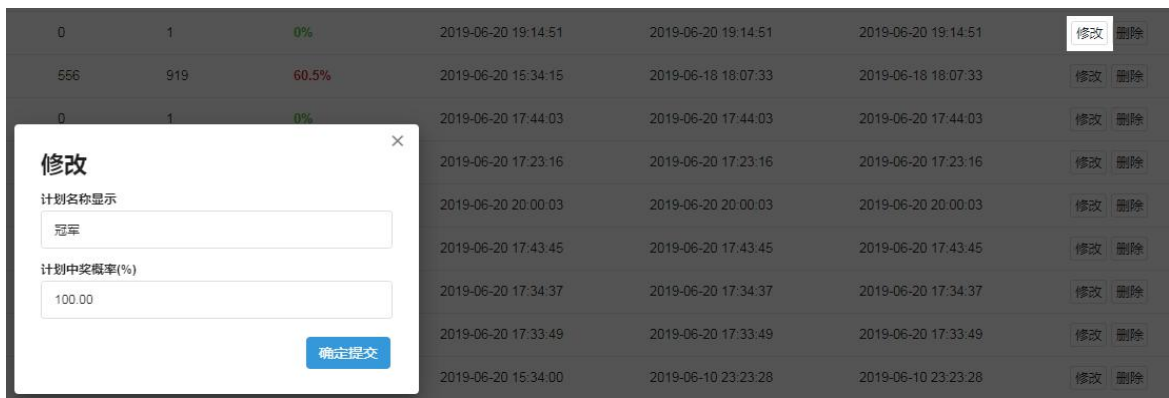 0 1 0% 2019-06-20 19:14:51 2019-06-20 19:14:51 2019-06-20 19:14:51 修改 删除
556 919 60.5% 2019-06-20 15:34:15 2019-06-18 18:07:33 2019-06-18 18:07:33 修改 删除
0 1 0% 2019-06-20 17:44:03 2019-06-20 17:44:03 2019-06-20 17:44:03 修改 删除
2019-06-20 17:23:16 2019-06-20 17:23:16 2019-06-20 17:23:16 修改 删除
2019-06-20 20:00:03 2019-06-20 20:00:03 2019-06-20 20:00:03 修改 删除
2019-06-20 17:43:45 2019-06-20 17:43:45 2019-06-20 17:43:45 修改 删除
2019-06-20 17:34:37 2019-06-20 17:34:37 2019-06-20 17:34:37 修改 删除
2019-06-20 17:33:49 2019-06-20 17:33:49 2019-06-20 17:33:49 修改 删除
2019-06-20 15:34:00 2019-06-10 23:23:28 2019-06-10 23:23:28 修改 删除
×
修改
计划名称显示
冠军
计划中奖概率(%)
100.00
确定提交